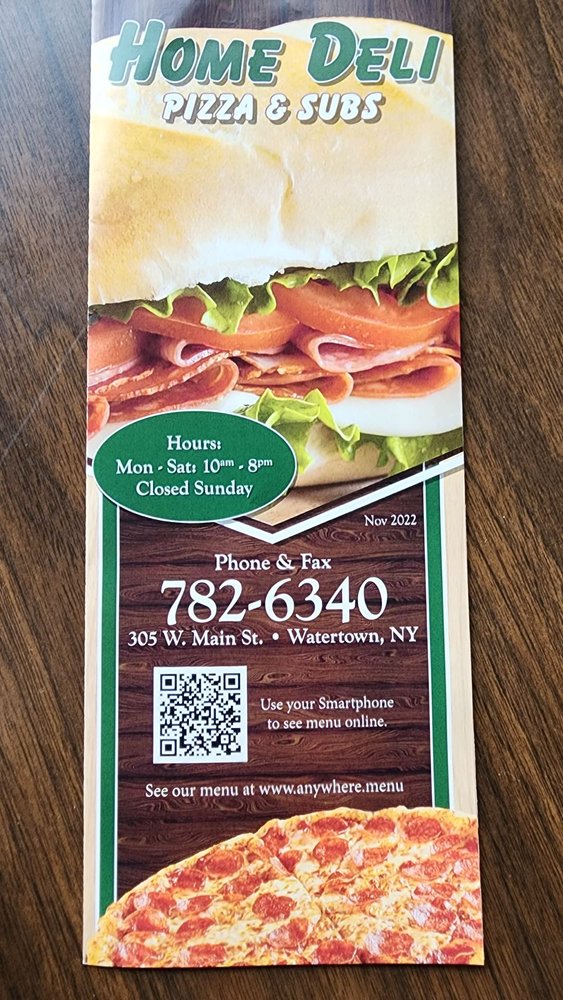 HOME DELI
PIZZA & SUBS
Hours:
Mon - Sat: 10am - 8pm
Closed Sunday
Nov 2022
Phone & Fax
782-6340
305 W. Main St. • Watertown, NY
Use your Smartphone
to see menu online.
See our menu at www.anywhere.menu